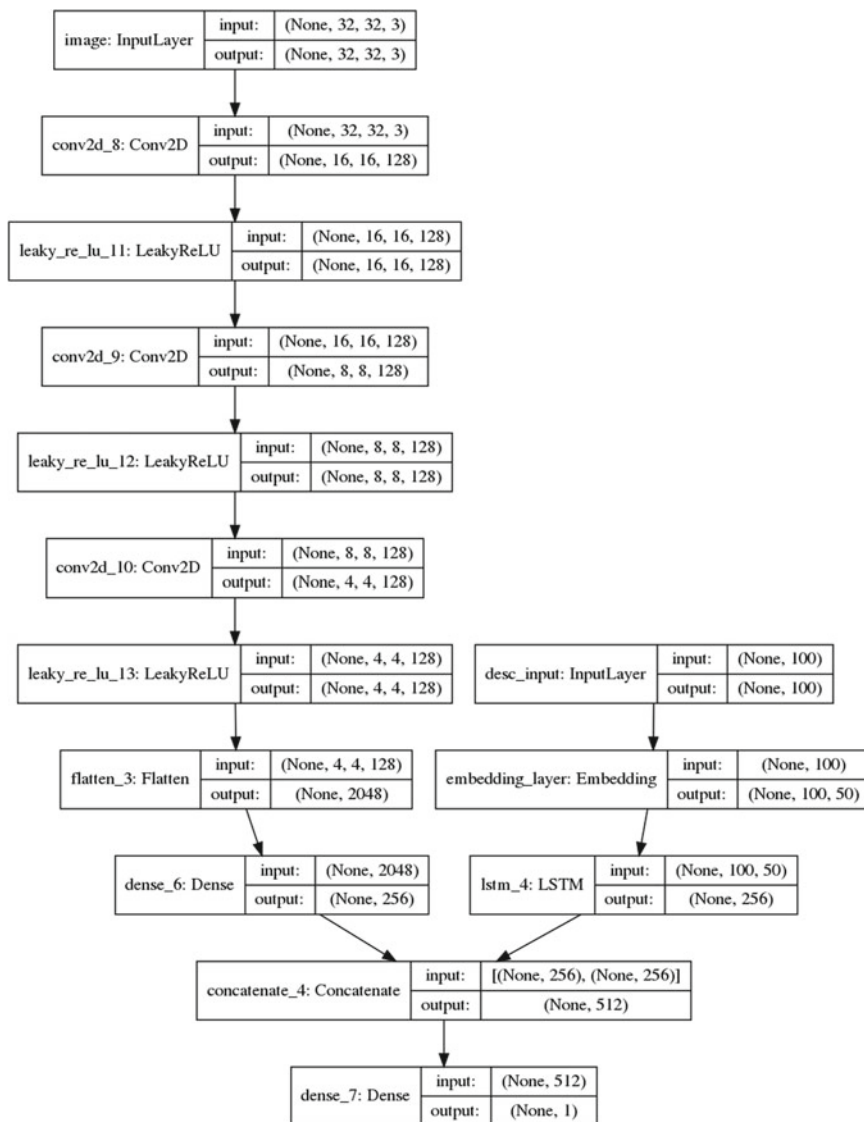 image: InputLayer
input: (None, 32, 32, 3)
output: (None, 32, 32, 3)
conv2d_8: Conv2D
input: (None, 32, 32, 3)
output: (None, 16, 16, 128)
leaky_re_lu_11: LeakyReLU
input: (None, 16, 16, 128)
output: (None, 16, 16, 128)
conv2d_9: Conv2D
input: (None, 16, 16, 128)
output: (None, 8, 8, 128)
leaky_re_lu_12: LeakyReLU
input: (None, 8, 8, 128)
output: (None, 8, 8, 128)
conv2d_10: Conv2D
input: (None, 8, 8, 128)
output: (None, 4, 4, 128)
leaky_re_lu_13: LeakyReLU
input: (None, 4, 4, 128)
output: (None, 4, 4, 128)
desc_input: InputLayer
input: (None, 100)
output: (None, 100)
flatten_3: Flatten
input: (None, 4, 4, 128)
output: (None, 2048)
embedding_layer: Embedding
input: (None, 100)
output: (None, 100, 50)
dense_6: Dense
input: (None, 2048)
output: (None, 256)
lstm_4: LSTM
input: (None, 100, 50)
output: (None, 256)
concatenate_4: Concatenate
input: [(None, 256), (None, 256)]
output: (None, 512)
dense_7: Dense
input: (None, 512)
output: (None, 1)